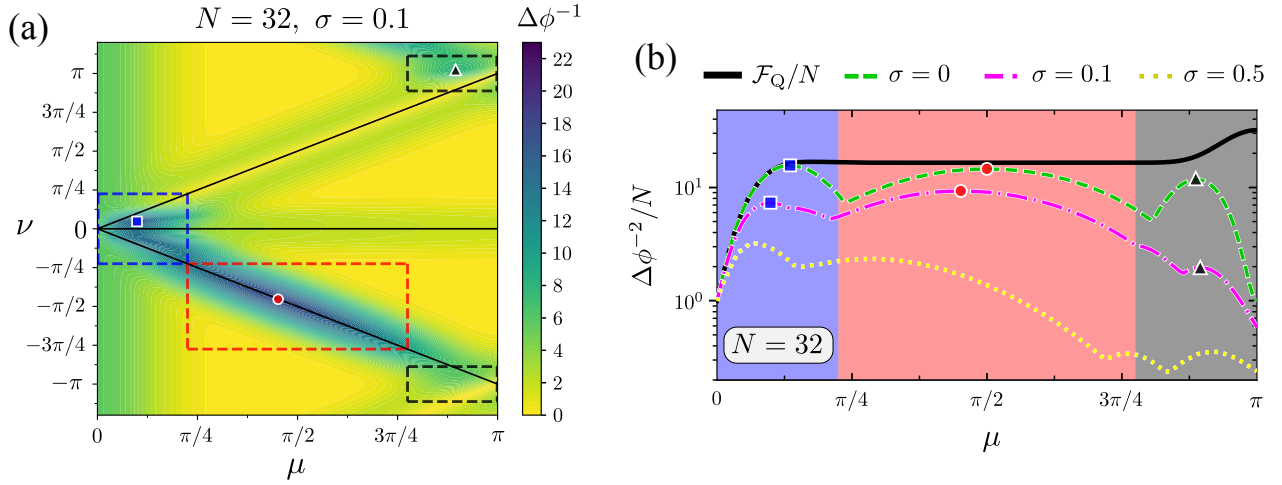 (a)
N = 32, σ = 0.1
Δϕ⁻¹
ν
π
3π/4
π/2
π/4
0
−π/4
−π/2
−3π/4
−π
0
π/4
π/2
3π/4
π
μ
22
20
18
16
14
12
10
8
6
4
2
0
(b)
ℱ_Q/N
σ = 0
σ = 0.1
σ = 0.5
Δϕ⁻²/N
10¹
10⁰
N = 32
0
π/4
π/2
3π/4
π
μ